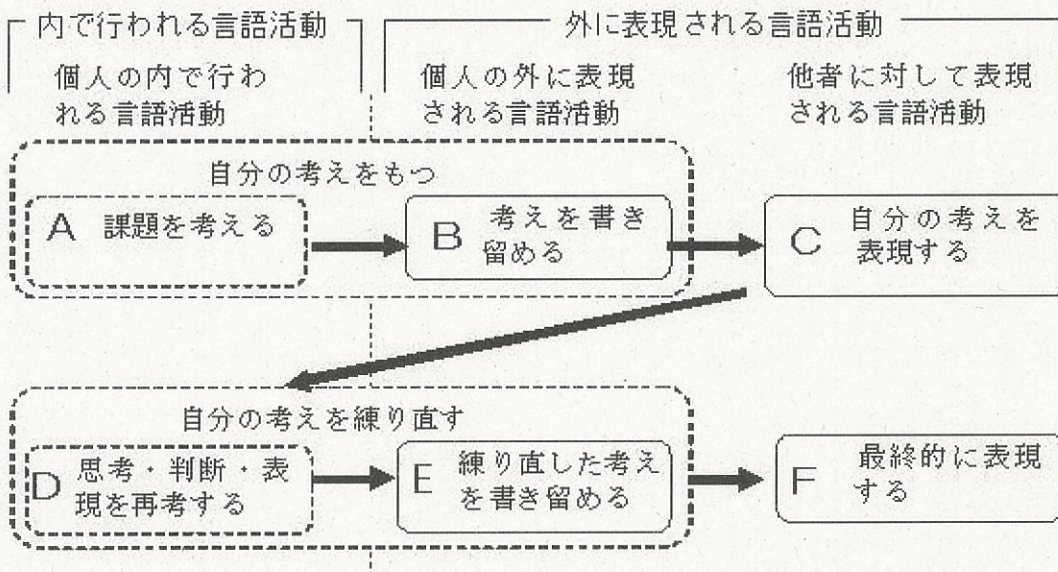 内で行われる言語活動
外に表現される言語活動
個人の内で行わ
れる言語活動
個人の外に表現
される言語活動
他者に対して表現
される言語活動
自分の考えをもつ
A 課題を考える
B 考えを書き
留める
C 自分の考えを
表現する
自分の考えを練り直す
D 思考・判断・表
現を再考する
E 練り直した考え
を書き留める
F 最終的に表現
する